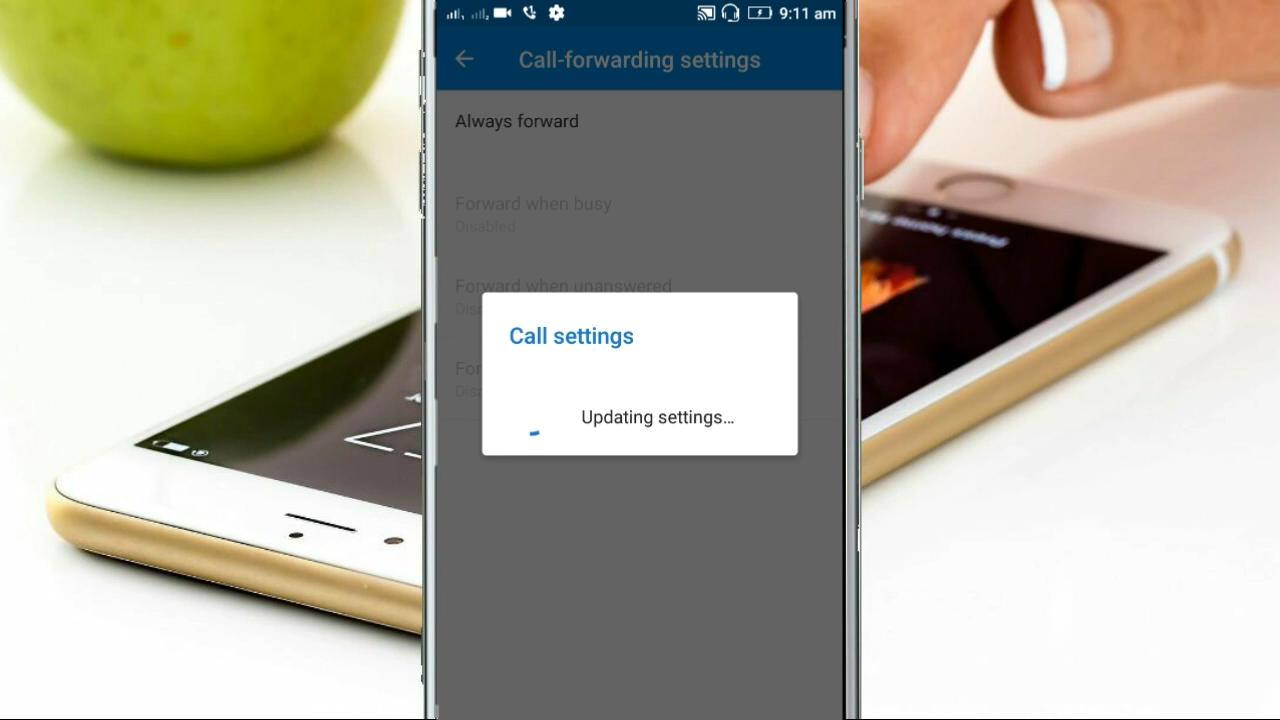 9:11 am
Call-forwarding settings
Always forward
Forward when busy
Disabled
Forward when unanswered
Call settings
Updating settings...